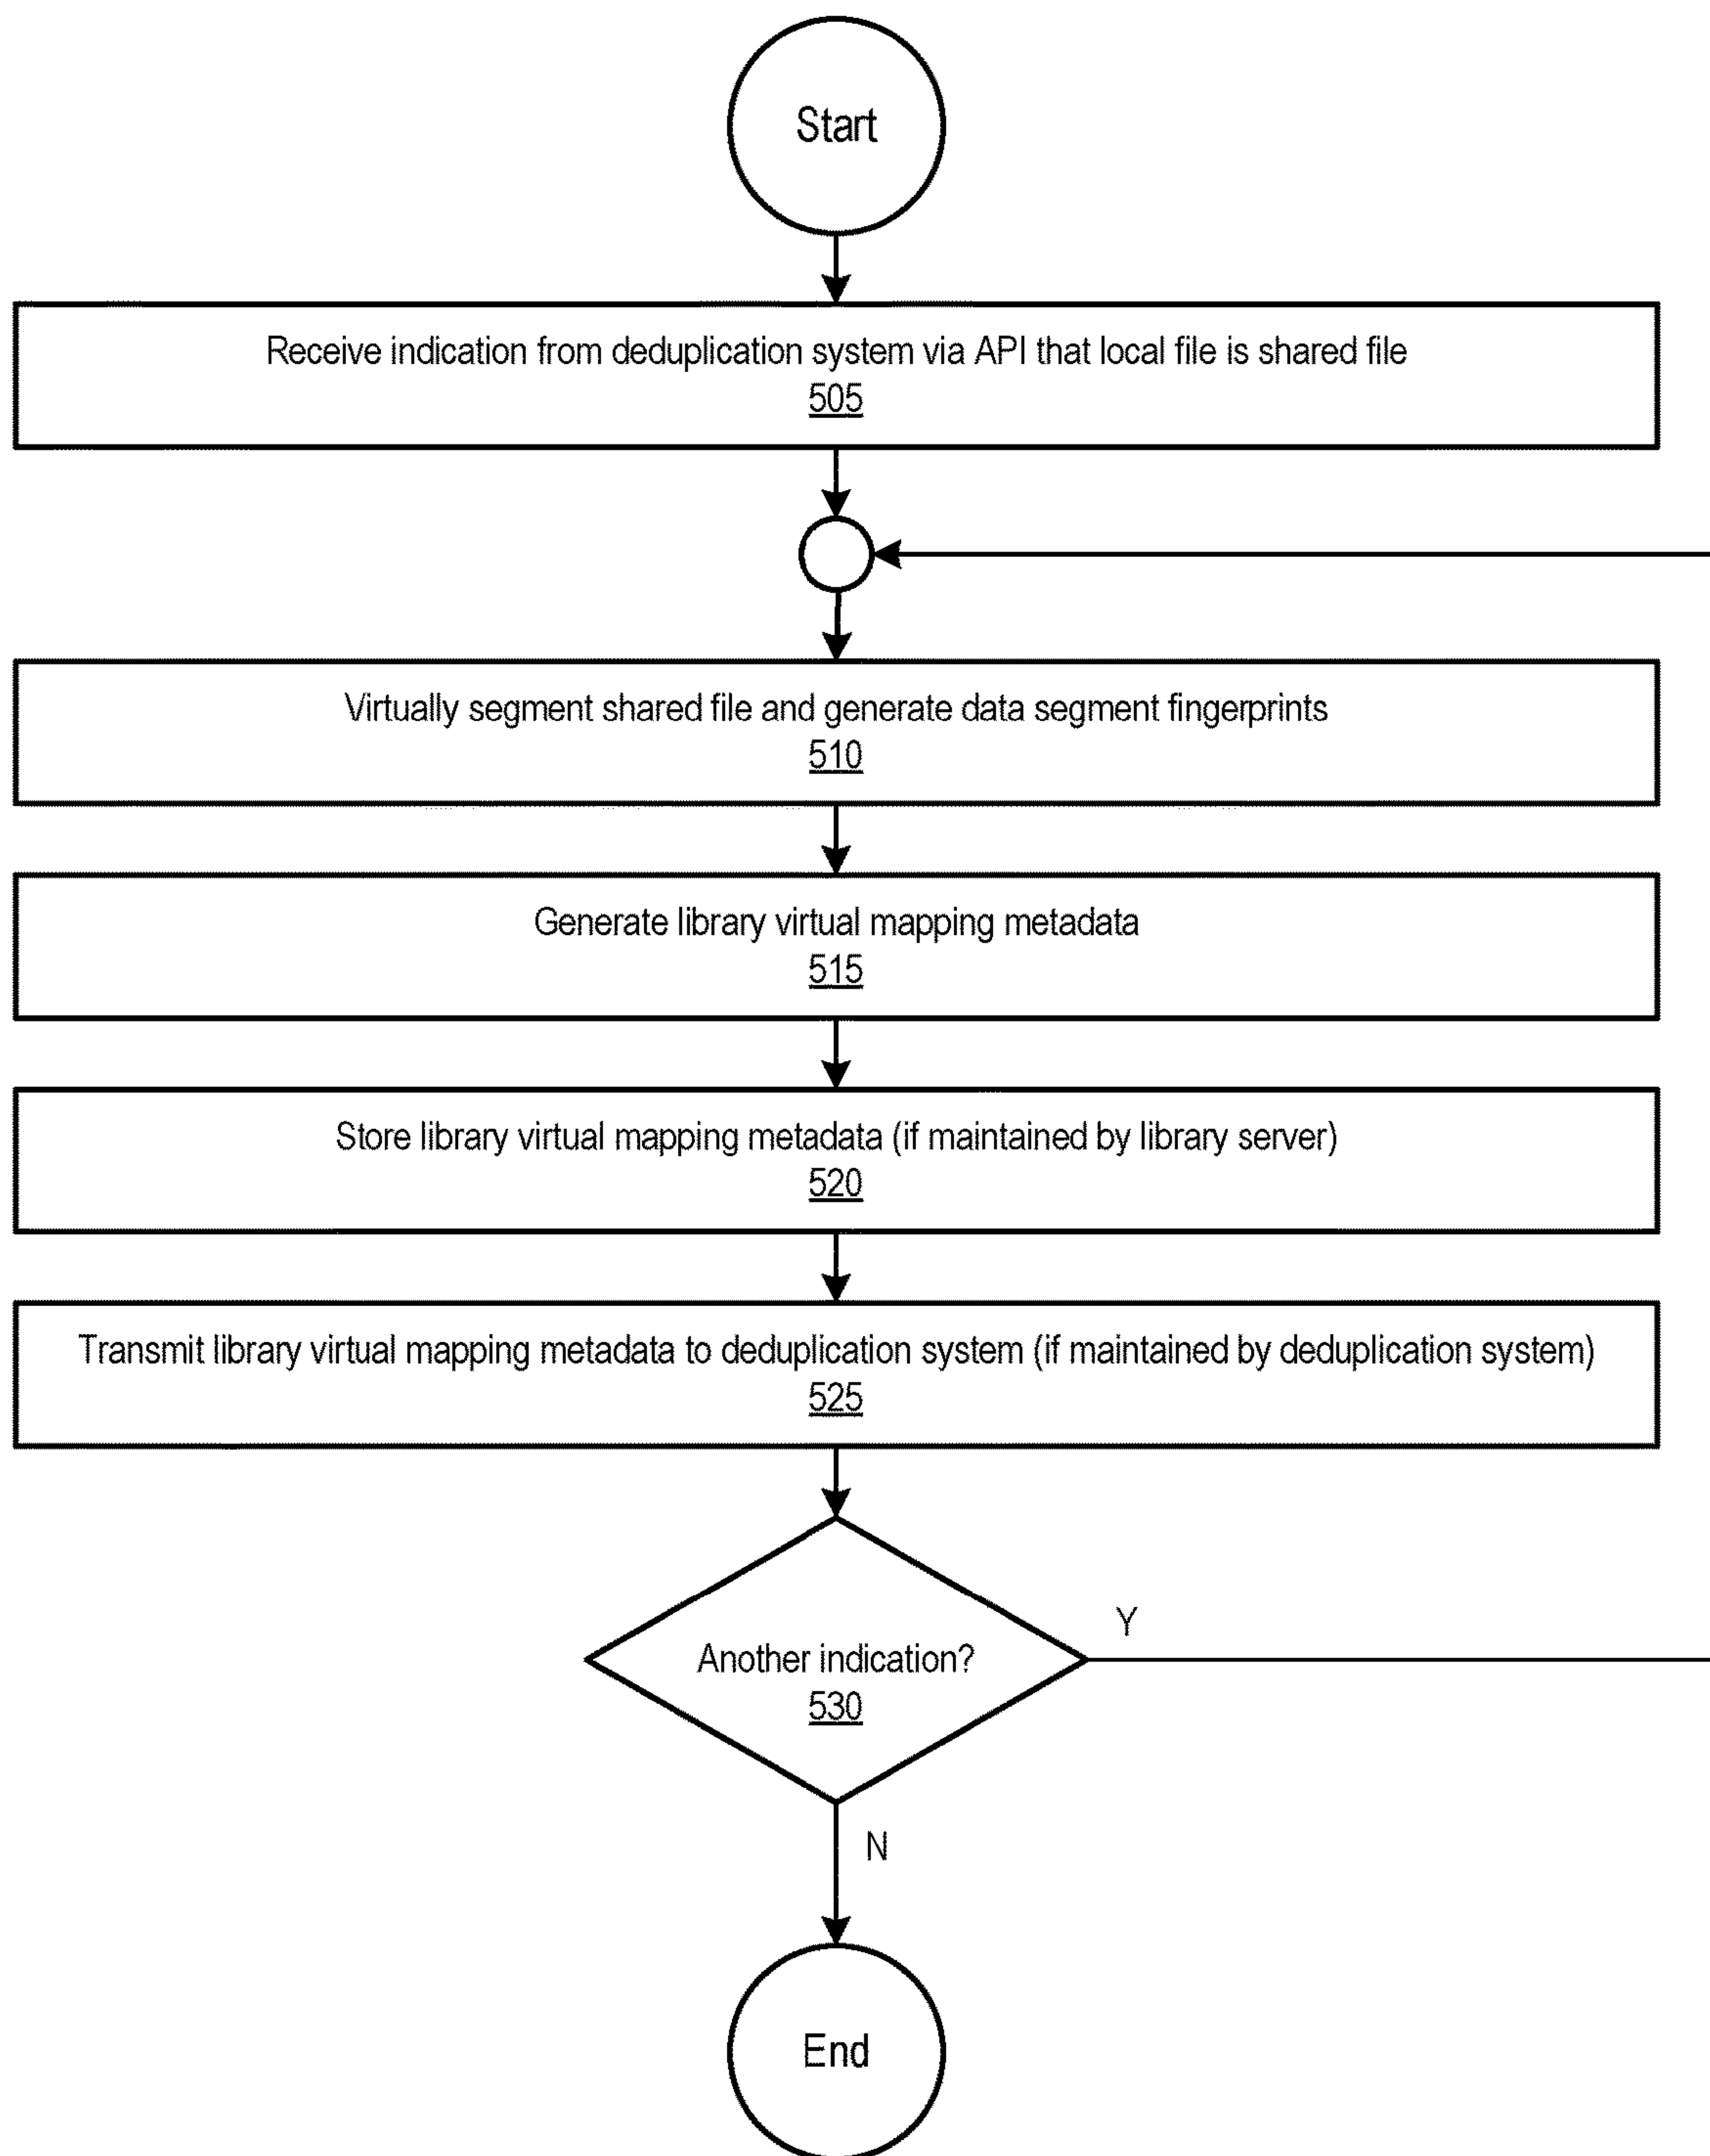 Start
Receive indication from deduplication system via API that local file is shared file
505
Virtually segment shared file and generate data segment fingerprints
510
Generate library virtual mapping metadata
515
Store library virtual mapping metadata (if maintained by library server)
520
Transmit library virtual mapping metadata to deduplication system (if maintained by deduplication system)
525
Y
Another indication?
530
N
End